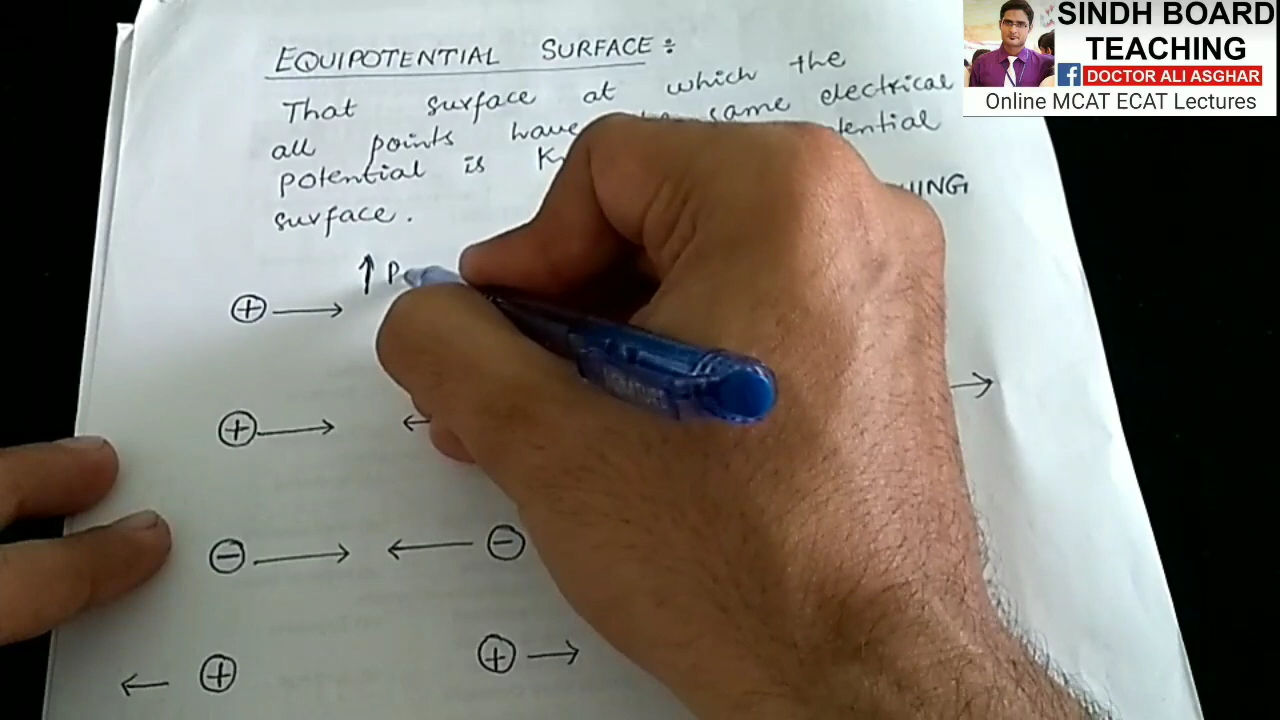 EQUIPOTENTIAL SURFACE :
That surface at which the
all points have same electrical
potential is
surface.
↑ P
SINDH BOARD
TEACHING
DOCTOR ALI ASGHAR
Online MCAT ECAT Lectures